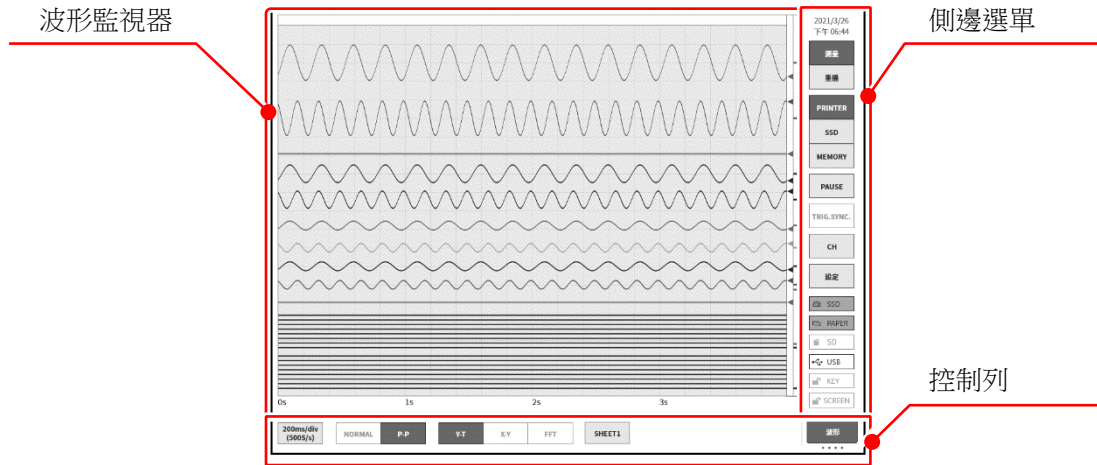 波形監視器
側邊選單
2021/3/26
下午 06:44
測量
重播
PRINTER
SSD
MEMORY
PAUSE
TRIG.SYNC.
CH
設定
SSD
PAPER
SD
USB
KEY
SCREEN
控制列
0s 1s 2s 3s
200ms/div
(500S/s)
NORMAL P-P Y-T X-Y FFT SHEET1 波形